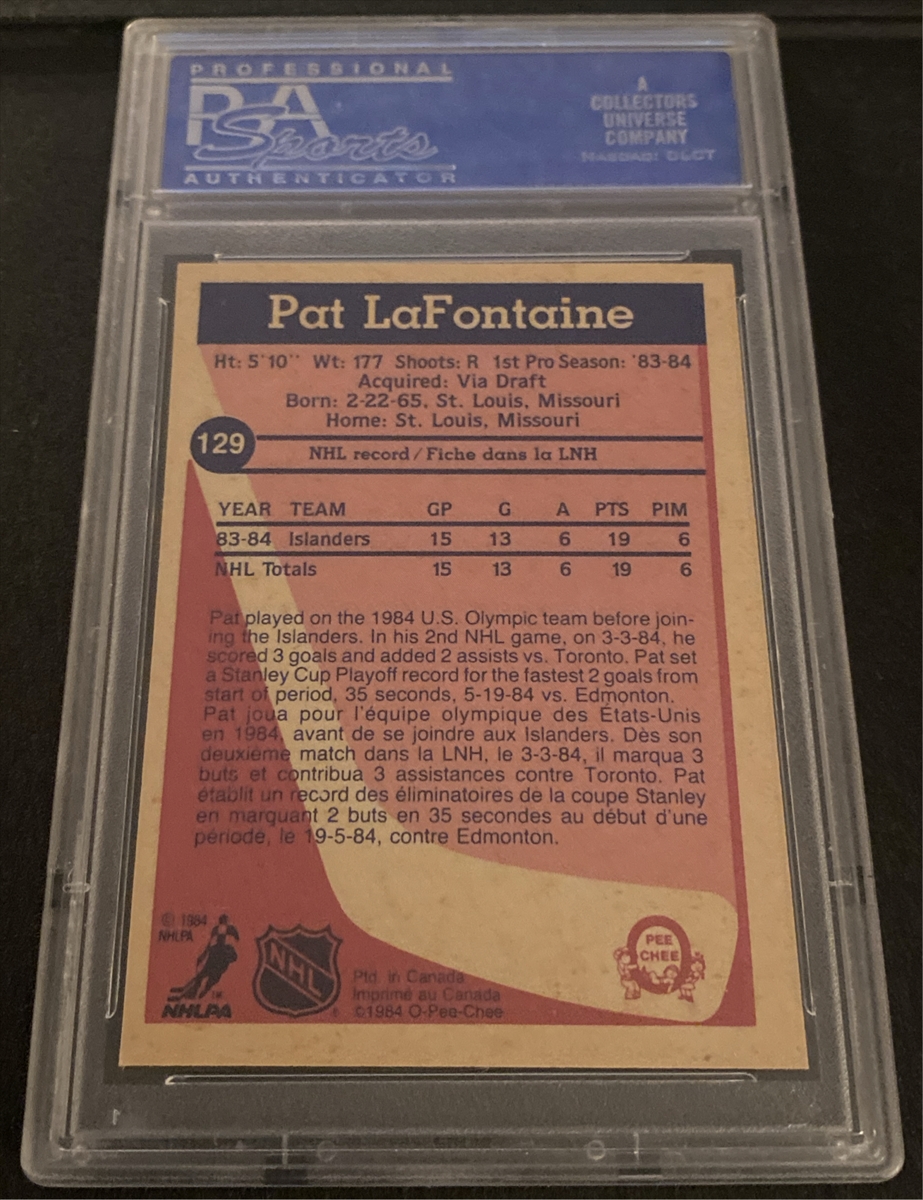 PROFESSIONAL
PSA
Sports
AUTHENTICATOR
A
COLLECTORS
UNIVERSE
COMPANY
NASDAQ: CLCT
Pat LaFontaine
Ht: 5'10'' Wt: 177 Shoots: R 1st Pro Season: '83-84
Acquired: Via Draft
Born: 2-22-65, St. Louis, Missouri
Home: St. Louis, Missouri
129
NHL record / Fiche dans la LNH
YEAR TEAM GP G A PTS PIM
83-84 Islanders 15 13 6 19 6
NHL Totals 15 13 6 19 6
Pat played on the 1984 U.S. Olympic team before join-
ing the Islanders. In his 2nd NHL game, on 3-3-84, he
scored 3 goals and added 2 assists vs. Toronto. Pat set
a Stanley Cup Playoff record for the fastest 2 goals from
start of period, 35 seconds, 5-19-84 vs. Edmonton.
Pat joua pour l'équipe olympique des États-Unis
en 1984, avant de se joindre aux Islanders. Dès son
deuxième match dans la LNH, le 3-3-84, il marqua 3
buts et contribua 3 assistances contre Toronto. Pat
établit un record des éliminatoires de la coupe Stanley
en marquant 2 buts en 35 secondes au début d'une
période, le 19-5-84, contre Edmonton.
© 1984
NHLPA
TM
NHLPA
NHL
®
Ptd. in Canada
Imprimé au Canada
©1984 O-Pee-Chee
PEE
CHEE